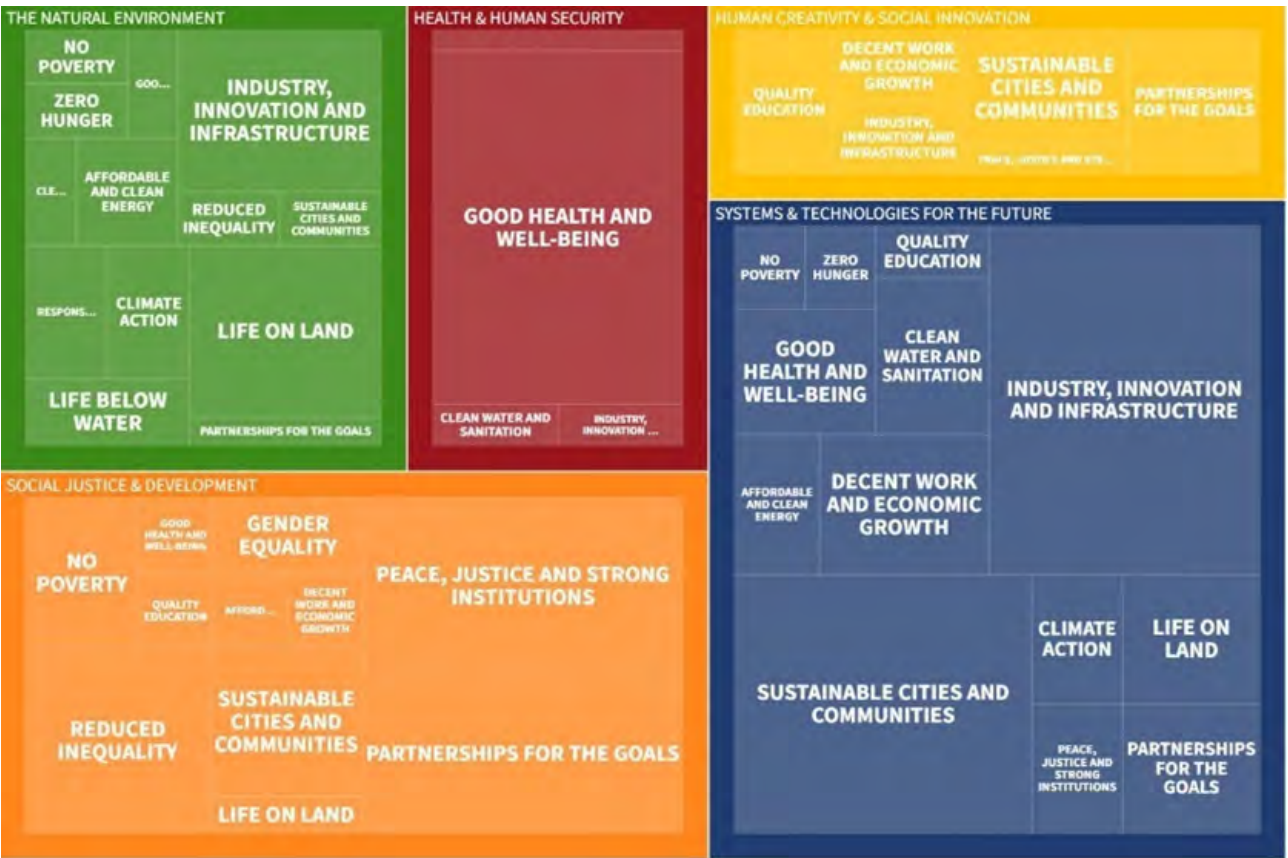 THE NATURAL ENVIRONMENT
NO
POVERTY
GOO...
ZERO
HUNGER
INDUSTRY,
INNOVATION AND
INFRASTRUCTURE
CLE...
AFFORDABLE
AND CLEAN
ENERGY
REDUCED
INEQUALITY
SUSTAINABLE
CITIES AND
COMMUNITIES
RESPONS...
CLIMATE
ACTION
LIFE ON LAND
LIFE BELOW
WATER
PARTNERSHIPS FOR THE GOALS
HEALTH & HUMAN SECURITY
GOOD HEALTH AND
WELL-BEING
CLEAN WATER AND
SANITATION
INDUSTRY,
INNOVATION ...
HUMAN CREATIVITY & SOCIAL INNOVATION
QUALITY
EDUCATION
DECENT WORK
AND ECONOMIC
GROWTH
INDUSTRY,
INNOVATION AND
INFRASTRUCTURE
SUSTAINABLE
CITIES AND
COMMUNITIES
PEACE, JUSTICE AND STR...
PARTNERSHIPS
FOR THE GOALS
SOCIAL JUSTICE & DEVELOPMENT
NO
POVERTY
GOOD
HEALTH AND
WELL-BEING
QUALITY
EDUCATION
GENDER
EQUALITY
AFFORD...
DECENT
WORK AND
ECONOMIC
GROWTH
PEACE, JUSTICE AND STRONG
INSTITUTIONS
REDUCED
INEQUALITY
SUSTAINABLE
CITIES AND
COMMUNITIES
PARTNERSHIPS FOR THE GOALS
LIFE ON LAND
SYSTEMS & TECHNOLOGIES FOR THE FUTURE
NO
POVERTY
ZERO
HUNGER
QUALITY
EDUCATION
GOOD
HEALTH AND
WELL-BEING
CLEAN
WATER AND
SANITATION
INDUSTRY, INNOVATION
AND INFRASTRUCTURE
AFFORDABLE
AND CLEAN
ENERGY
DECENT WORK
AND ECONOMIC
GROWTH
SUSTAINABLE CITIES AND
COMMUNITIES
CLIMATE
ACTION
LIFE ON
LAND
PEACE,
JUSTICE AND
STRONG
INSTITUTIONS
PARTNERSHIPS
FOR THE
GOALS